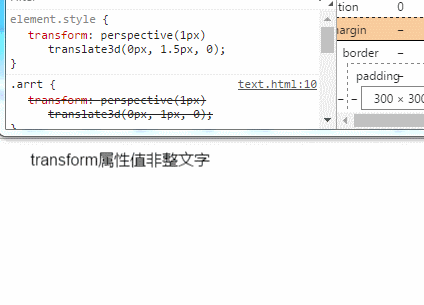 element.style {
transform: perspective(1px)
translate3d(0px, 1.5px, 0);
}
.arrt {
text.html:10
transform: perspective(1px)
translate3d(0px, 1px, 0);
tion 0
argin –
border –
padding–
– – 300 × 300
transform属性值非整文字